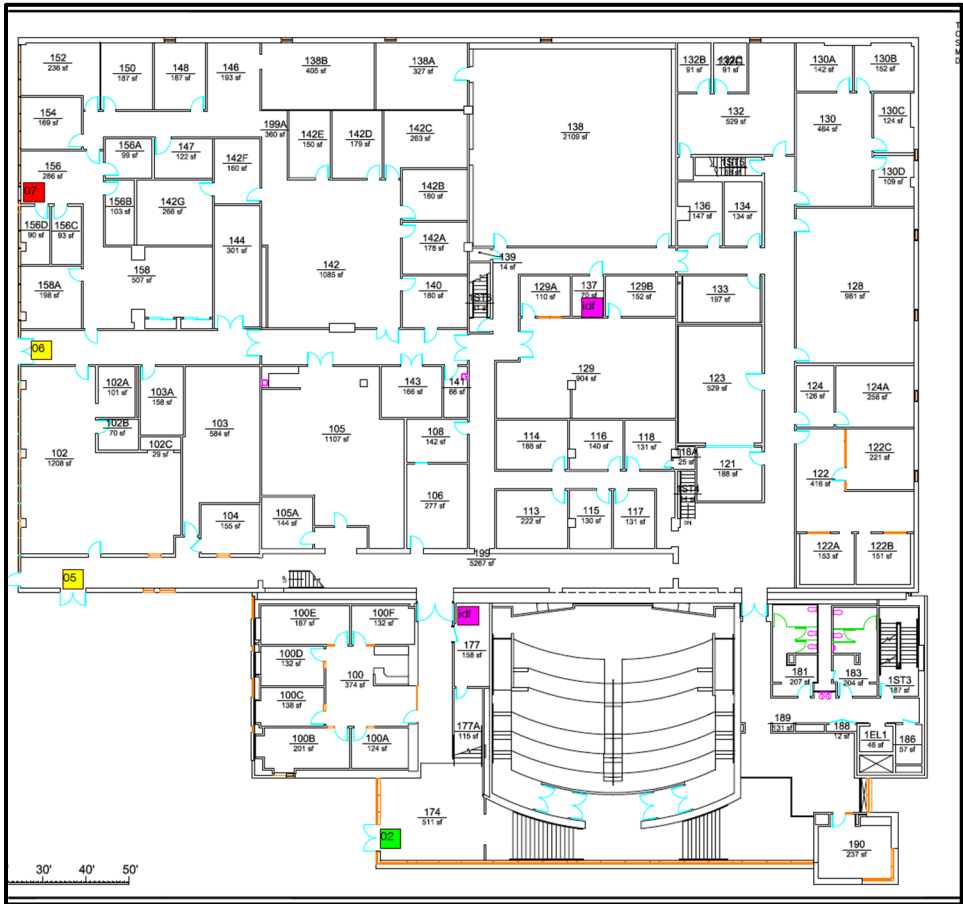 152
236 sf
150
187 sf
148
187 sf
146
193 sf
138B
405 sf
138A
327 sf
132B
91 sf
91 sf
130A
142 sf
130B
152 sf
154
169 sf
199A
360 sf
142E
150 sf
142D
179 sf
142C
263 sf
138
2109 sf
132
529 sf
130
464 sf
130C
124 sf
156A
99 sf
147
122 sf
142F
160 sf
156
286 sf
07
156B
103 sf
142G
266 sf
142B
180 sf
136
147 sf
134
134 sf
130D
109 sf
156D
90 sf
156C
93 sf
144
301 sf
142A
178 sf
142
1085 sf
139
14 sf
158
507 sf
158A
198 sf
140
180 sf
129A
110 sf
137
70 sf
idf
129B
152 sf
133
197 sf
128
981 sf
06
102A
101 sf
103A
158 sf
143
166 sf
141
66 sf
129
904 sf
123
529 sf
124
126 sf
124A
258 sf
103
584 sf
102B
70 sf
105
1107 sf
108
142 sf
114
188 sf
116
140 sf
118
131 sf
102
1208 sf
102C
29 sf
118A
25 sf
121
188 sf
122
416 sf
122C
221 sf
106
277 sf
1ST4
DN
105A
144 sf
104
155 sf
113
222 sf
115
130 sf
117
131 sf
122A
153 sf
122B
151 sf
199
5287 sf
05
100E
187 sf
100F
132 sf
idf
177
158 sf
100D
132 sf
100
374 sf
181
207 sf
183
204 sf
1ST3
187 sf
100C
138 sf
177A
115 sf
189
131 sf
188
12 sf
1EL1
46 sf
186
57 sf
100B
201 sf
100A
124 sf
174
511 sf
02
190
237 sf
30'
40'
50'